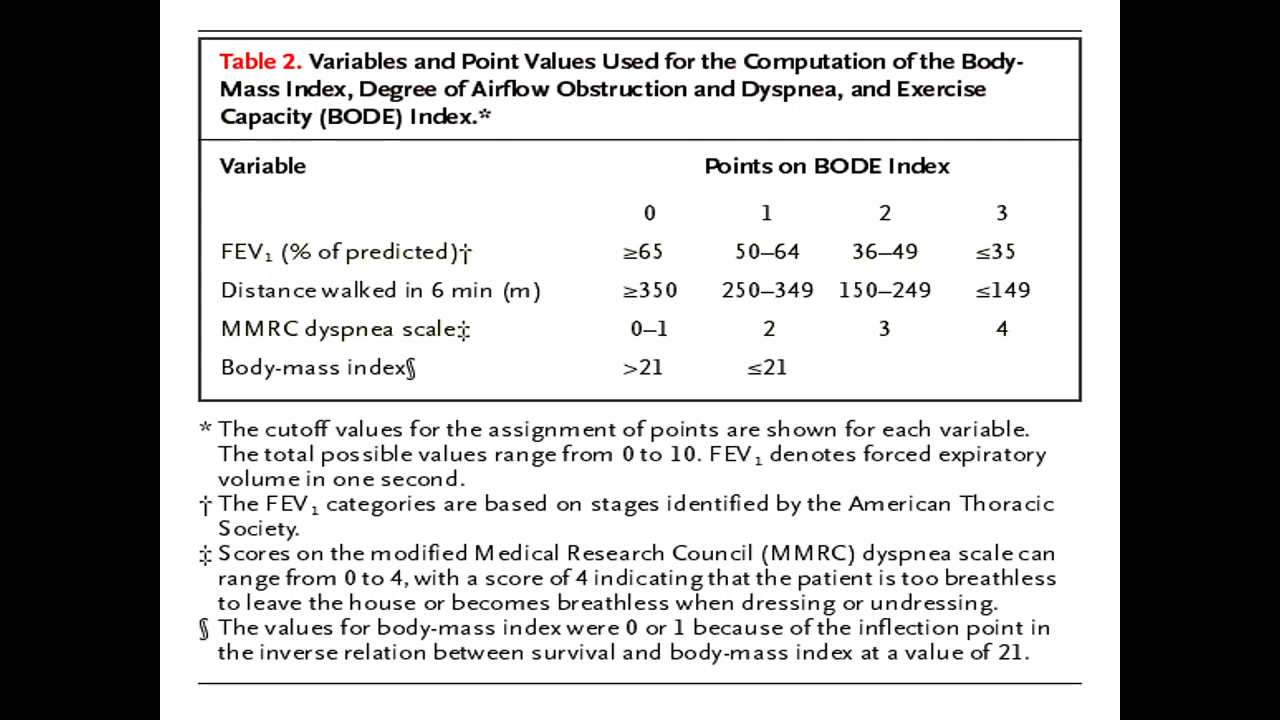 Table 2. Variables and Point Values Used for the Computation of the Body-
Mass Index, Degree of Airflow Obstruction and Dyspnea, and Exercise
Capacity (BODE) Index.*
Variable Points on BODE Index
0 1 2 3
FEV₁ (% of predicted)† ≥65 50–64 36–49 ≤35
Distance walked in 6 min (m) ≥350 250–349 150–249 ≤149
MMRC dyspnea scale‡ 0–1 2 3 4
Body-mass index§ >21 ≤21
* The cutoff values for the assignment of points are shown for each variable.
The total possible values range from 0 to 10. FEV₁ denotes forced expiratory
volume in one second.
† The FEV₁ categories are based on stages identified by the American Thoracic
Society.
‡ Scores on the modified Medical Research Council (MMRC) dyspnea scale can
range from 0 to 4, with a score of 4 indicating that the patient is too breathless
to leave the house or becomes breathless when dressing or undressing.
§ The values for body-mass index were 0 or 1 because of the inflection point in
the inverse relation between survival and body-mass index at a value of 21.